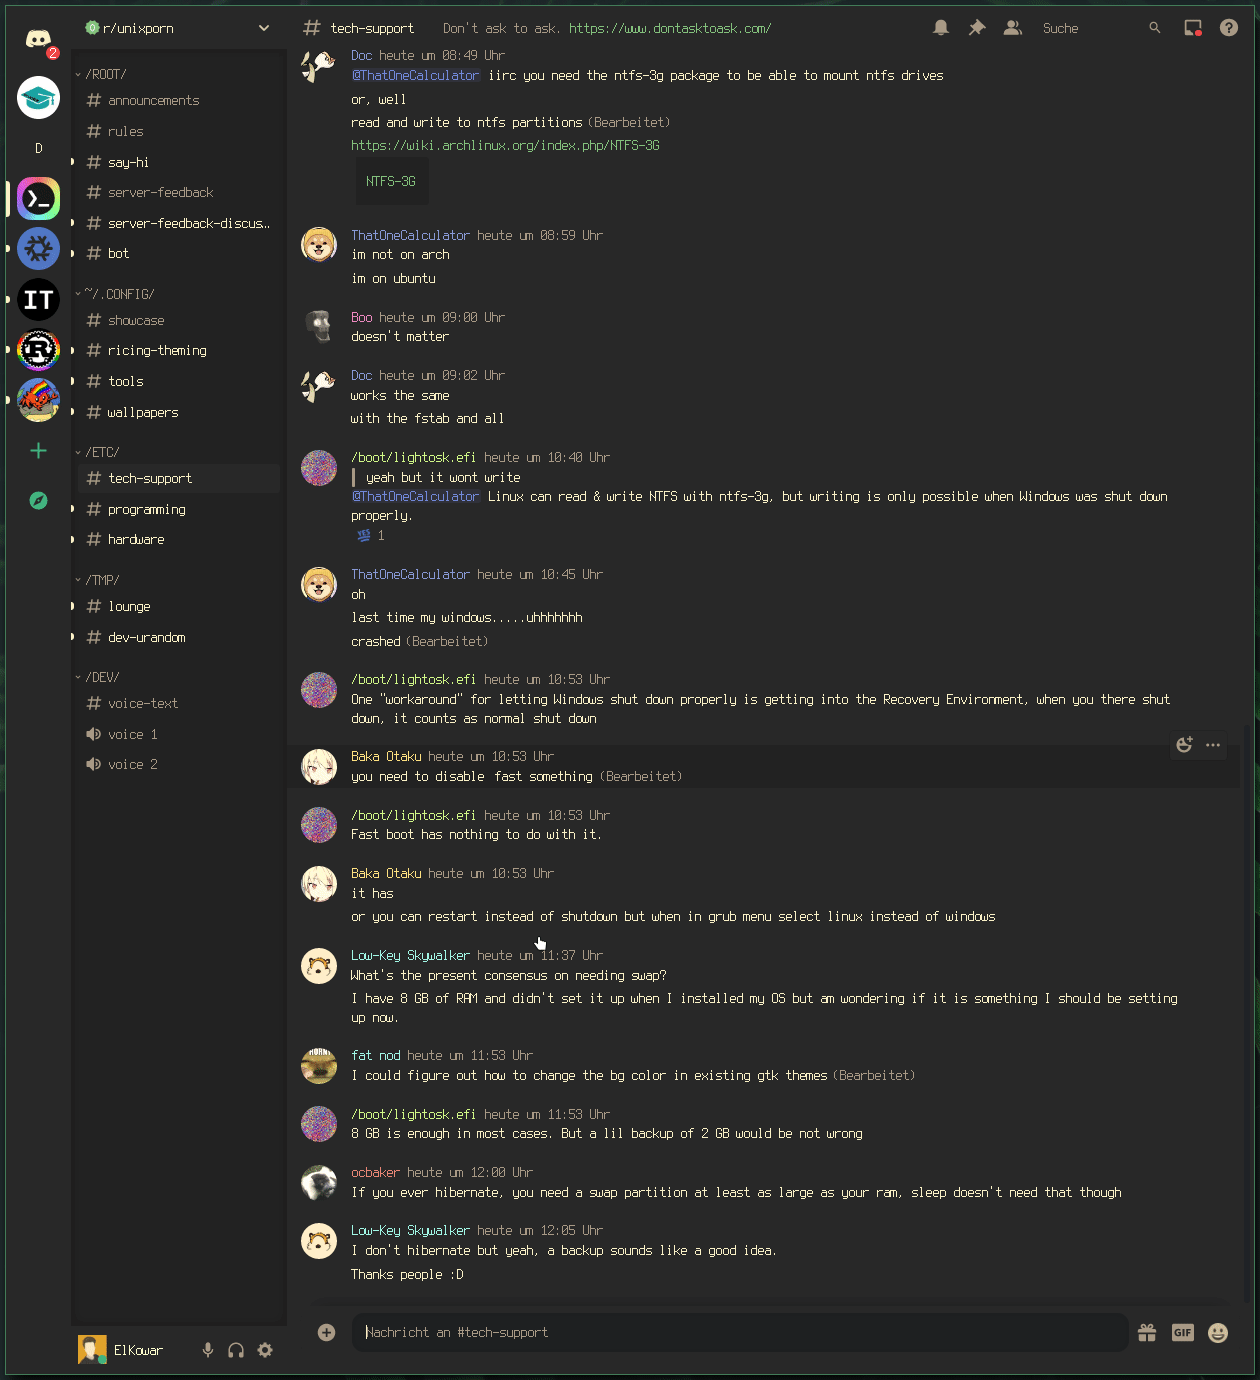 r/unixporn
# tech-support Don't ask to ask. https://www.dontasktoask.com/
Suche
2
D
IT
/ROOT/
# announcements
# rules
# say-hi
# server-feedback
# server-feedback-discus…
# bot
~/.CONFIG/
# showcase
# ricing-theming
# tools
# wallpapers
/ETC/
# tech-support
# programming
# hardware
/TMP/
# lounge
# dev-urandom
/DEV/
# voice-text
voice 1
voice 2
ElKowar
Doc heute um 08:49 Uhr
@ThatOneCalculator iirc you need the ntfs-3g package to be able to mount ntfs drives
or, well
read and write to ntfs partitions (Bearbeitet)
https://wiki.archlinux.org/index.php/NTFS-3G
NTFS-3G
ThatOneCalculator heute um 08:59 Uhr
im not on arch
im on ubuntu
Boo heute um 09:00 Uhr
doesn't matter
Doc heute um 09:02 Uhr
works the same
with the fstab and all
/boot/lightosk.efi heute um 10:40 Uhr
yeah but it wont write
@ThatOneCalculator Linux can read & write NTFS with ntfs-3g, but writing is only possible when Windows was shut down
properly.
YES 1
ThatOneCalculator heute um 10:45 Uhr
oh
last time my windows.....uhhhhhhh
crashed (Bearbeitet)
/boot/lightosk.efi heute um 10:53 Uhr
One "workaround" for letting Windows shut down properly is getting into the Recovery Environment, when you there shut
down, it counts as normal shut down
Baka Otaku heute um 10:53 Uhr
you need to disable fast something (Bearbeitet)
/boot/lightosk.efi heute um 10:53 Uhr
Fast boot has nothing to do with it.
Baka Otaku heute um 10:53 Uhr
it has
or you can restart instead of shutdown but when in grub menu select linux instead of windows
Low-Key Skywalker heute um 11:37 Uhr
What's the present consensus on needing swap?
I have 8 GB of RAM and didn't set it up when I installed my OS but am wondering if it is something I should be setting
up now.
fat nod heute um 11:53 Uhr
I could figure out how to change the bg color in existing gtk themes (Bearbeitet)
/boot/lightosk.efi heute um 11:53 Uhr
8 GB is enough in most cases. But a lil backup of 2 GB would be not wrong
ocbaker heute um 12:00 Uhr
If you ever hibernate, you need a swap partition at least as large as your ram, sleep doesn't need that though
Low-Key Skywalker heute um 12:05 Uhr
I don't hibernate but yeah, a backup sounds like a good idea.
Thanks people :D
Nachricht an #tech-support
GIF